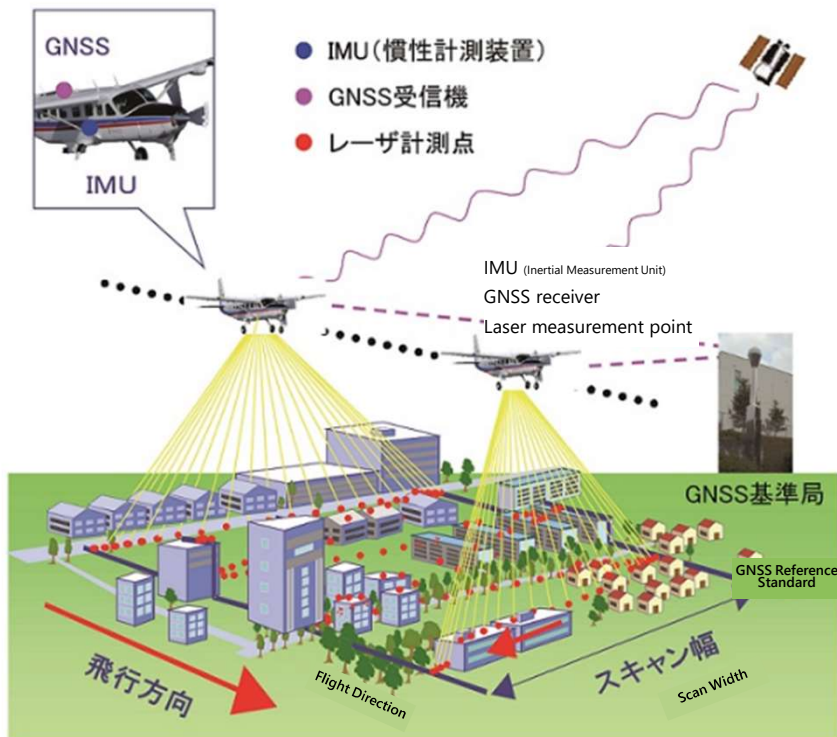 GNSS
IMU
IMU(慣性計測装置)
GNSS受信機
レーザ計測点
IMU (Inertial Measurement Unit)
GNSS receiver
Laser measurement point
GNSS基準局
GNSS Reference
Standard
飛行方向
Flight Direction
スキャン幅
Scan Width